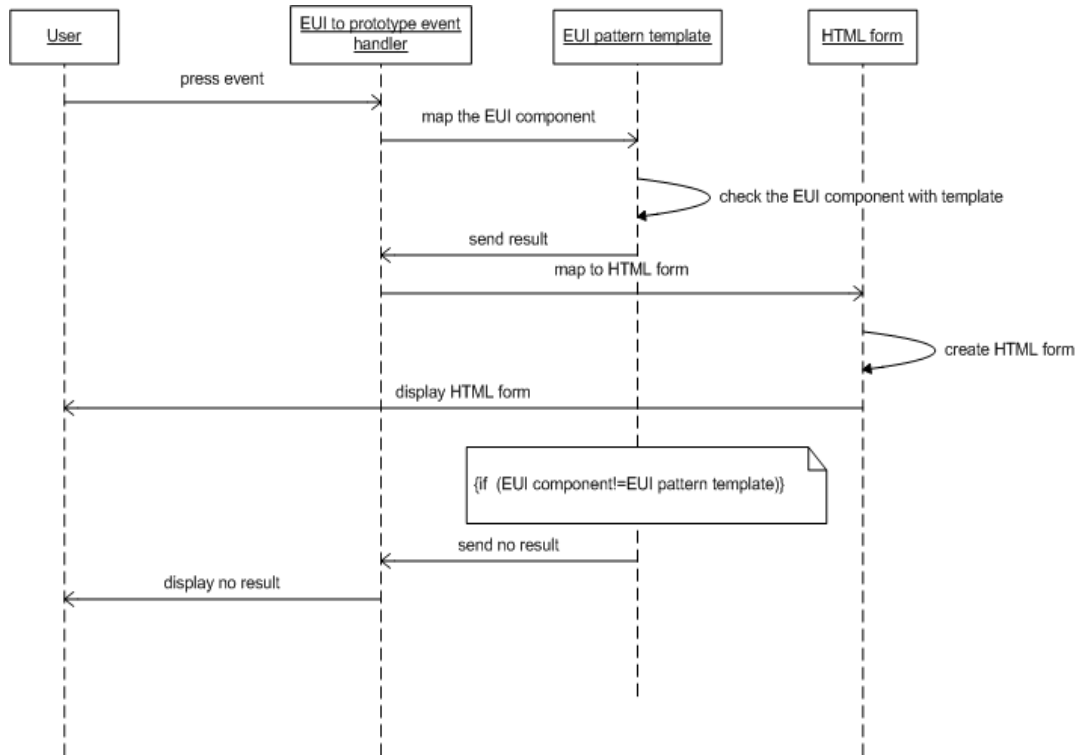 User
EUI to prototype event
handler
EUI pattern template
HTML form
press event
map the EUI component
check the EUI component with template
send result
map to HTML form
create HTML form
display HTML form
{if (EUI component!=EUI pattern template)}
send no result
display no result